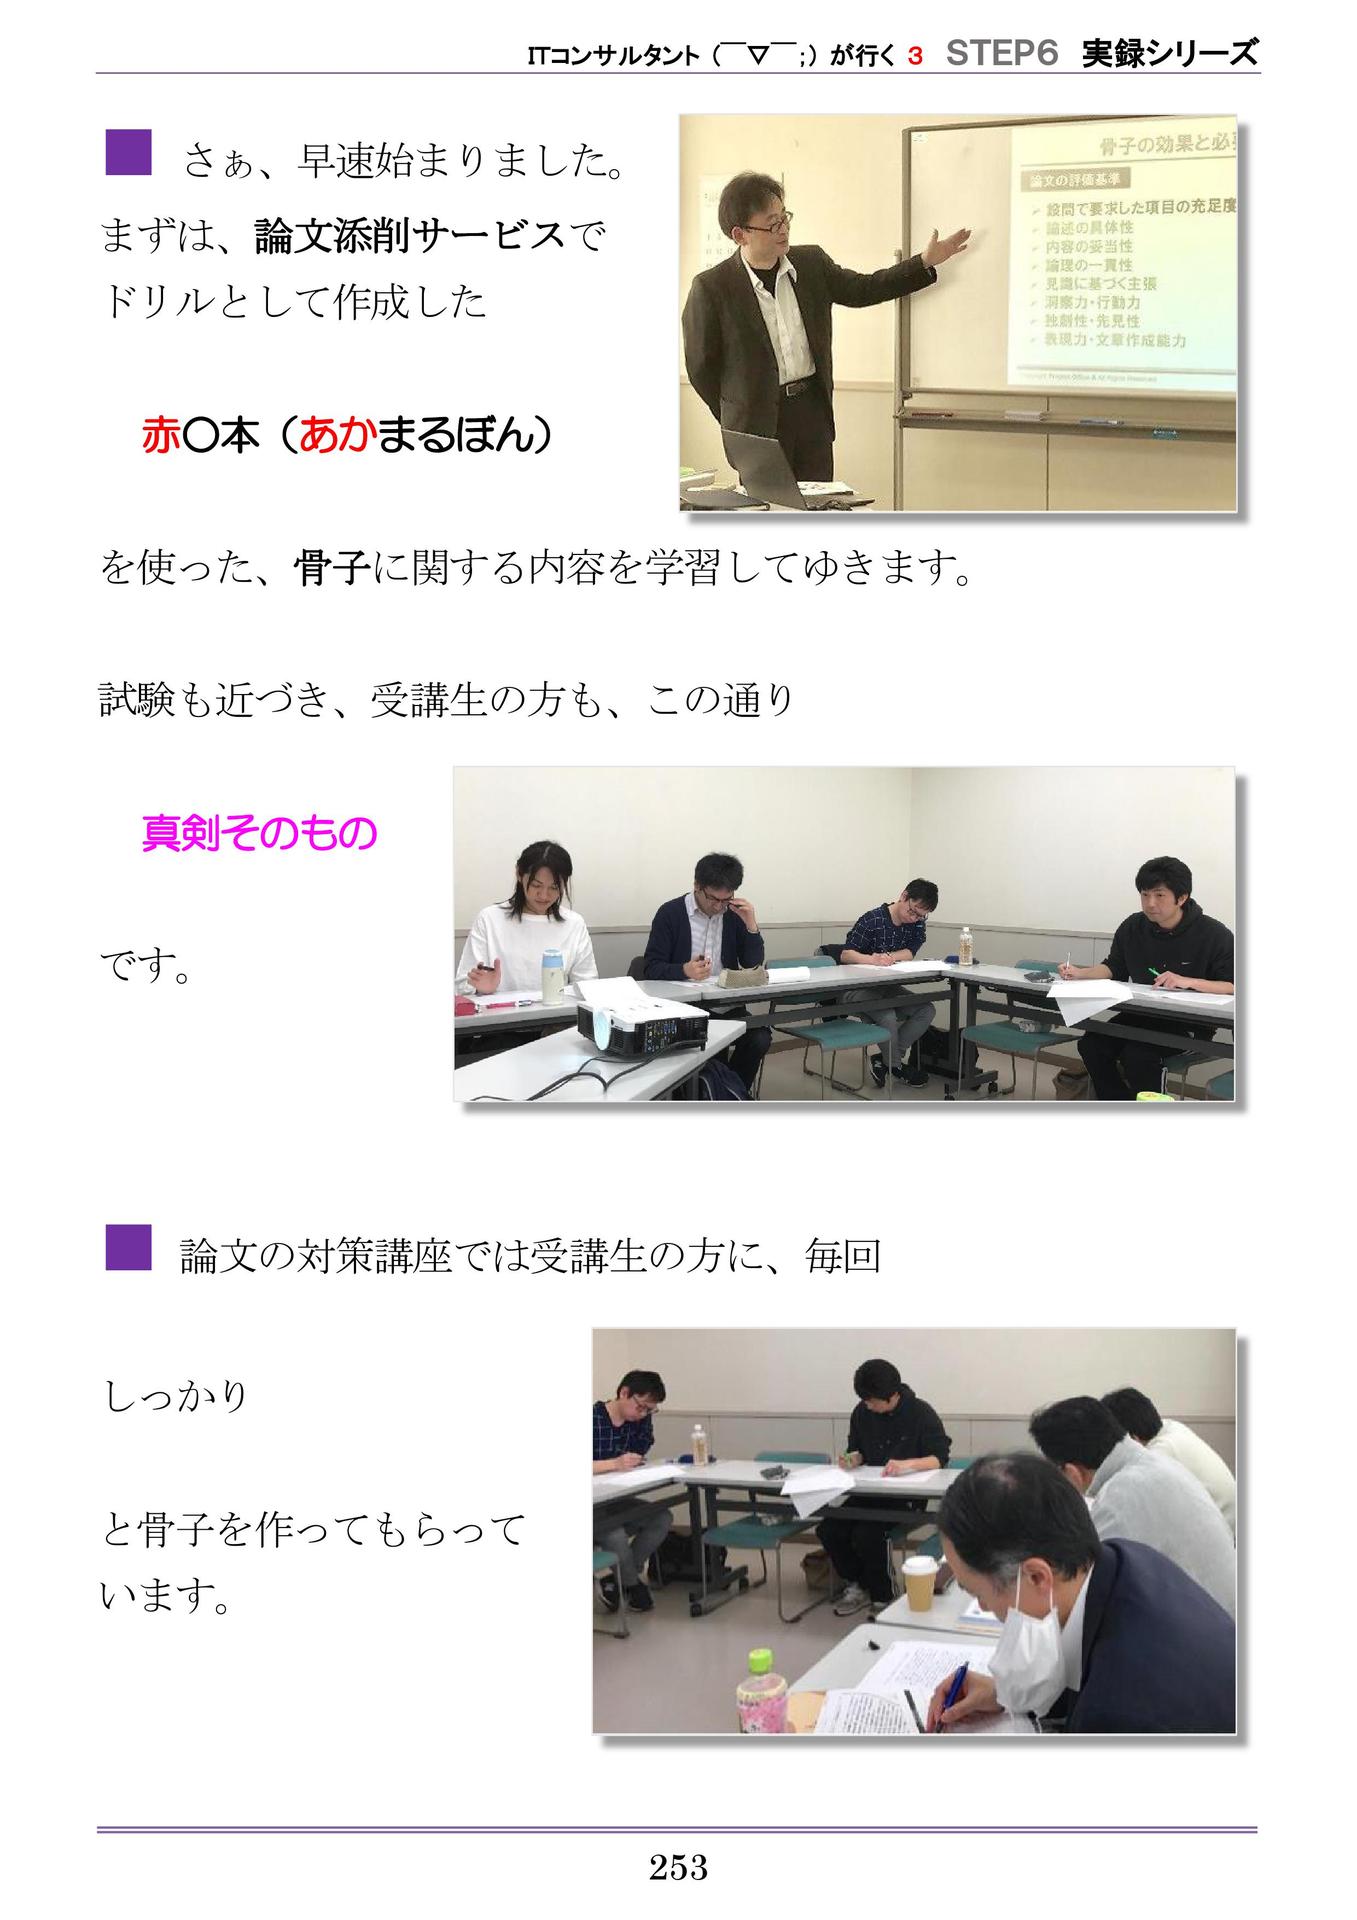 ITコンサルタント（￣▽￣;）が行く 3 STEP6 実録シリーズ
■ さぁ、早速始まりました。
まずは、論文添削サービスで
ドリルとして作成した
赤〇本（あかまるぼん）
骨子の効果と必
論文の評価基準
設問で要求した項目の充足度
論述の具体性
内容の妥当性
論理の一貫性
見識に基づく主張
洞察力・行動力
独創性・先見性
表現力・文章作成能力
を使った、骨子に関する内容を学習してゆきます。
試験も近づき、受講生の方も、この通り
真剣そのもの
です。
■ 論文の対策講座では受講生の方に、毎回
しっかり
と骨子を作ってもらって
います。
253